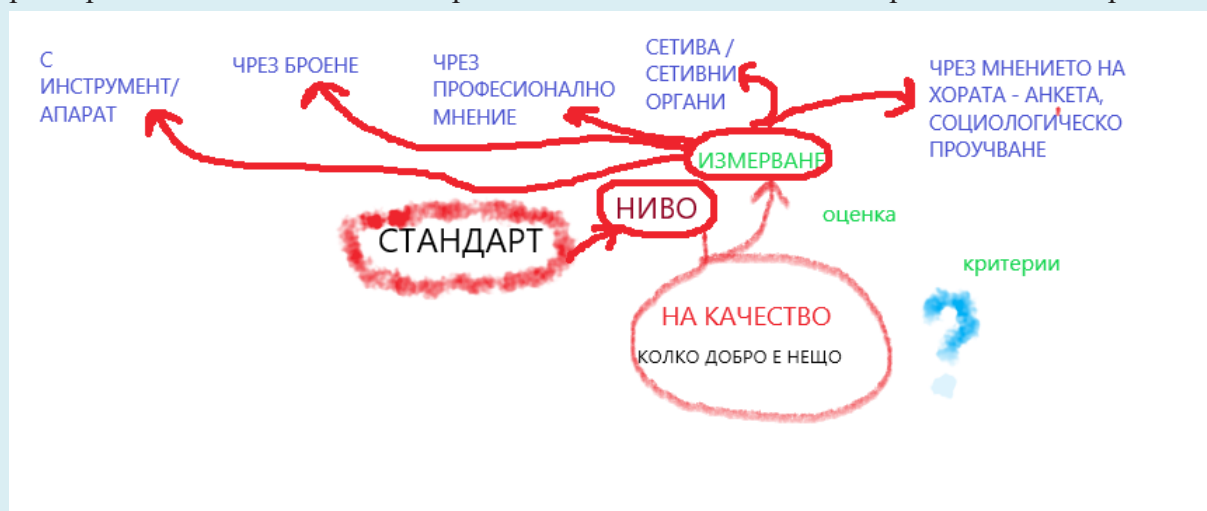 С
ИНСТРУМЕНТ/
АПАРАТ
ЧРЕЗ БРОЕНЕ
ЧРЕЗ
ПРОФЕСИОНАЛНО
МНЕНИЕ
СЕТИВА /
СЕТИВНИ
ОРГАНИ
ЧРЕЗ МНЕНИЕТО НА
ХОРАТА - АНКЕТА,
СОЦИОЛОГИЧЕСКО
ПРОУЧВАНЕ
ИЗМЕРВАНЕ
НИВО
СТАНДАРТ
оценка
критерии
НА КАЧЕСТВО
КОЛКО ДОБРО Е НЕЩО
?